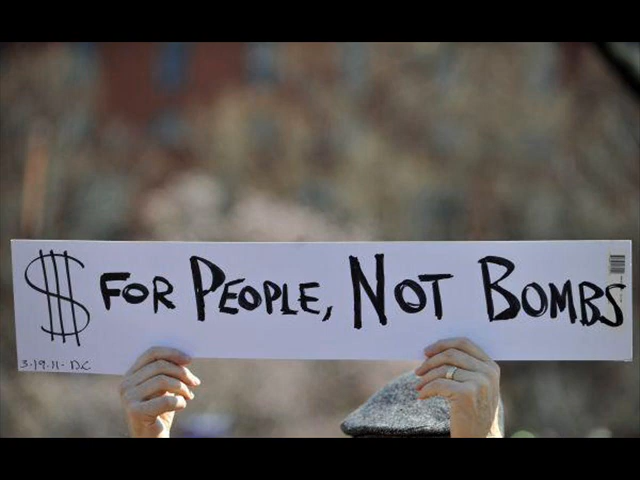 $ FOR PEOPLE, NOT BOMBS
3.19.11- DC